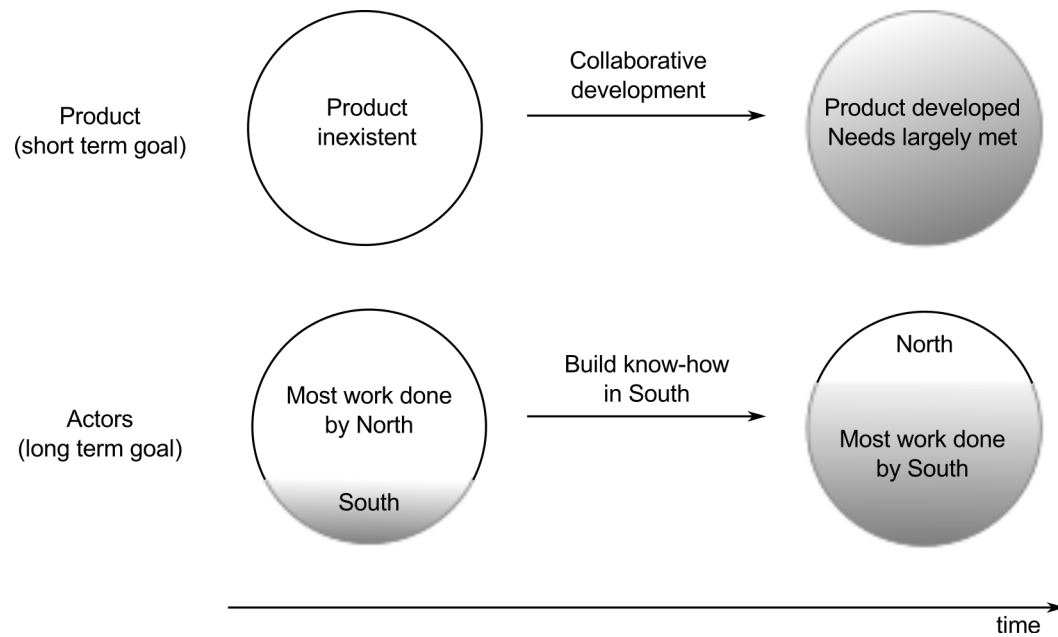 Product
(short term goal)
Product
inexistent
Collaborative
development
Product developed
Needs largely met
Actors
(long term goal)
Most work done
by North
South
Build know-how
in South
North
Most work done
by South
time